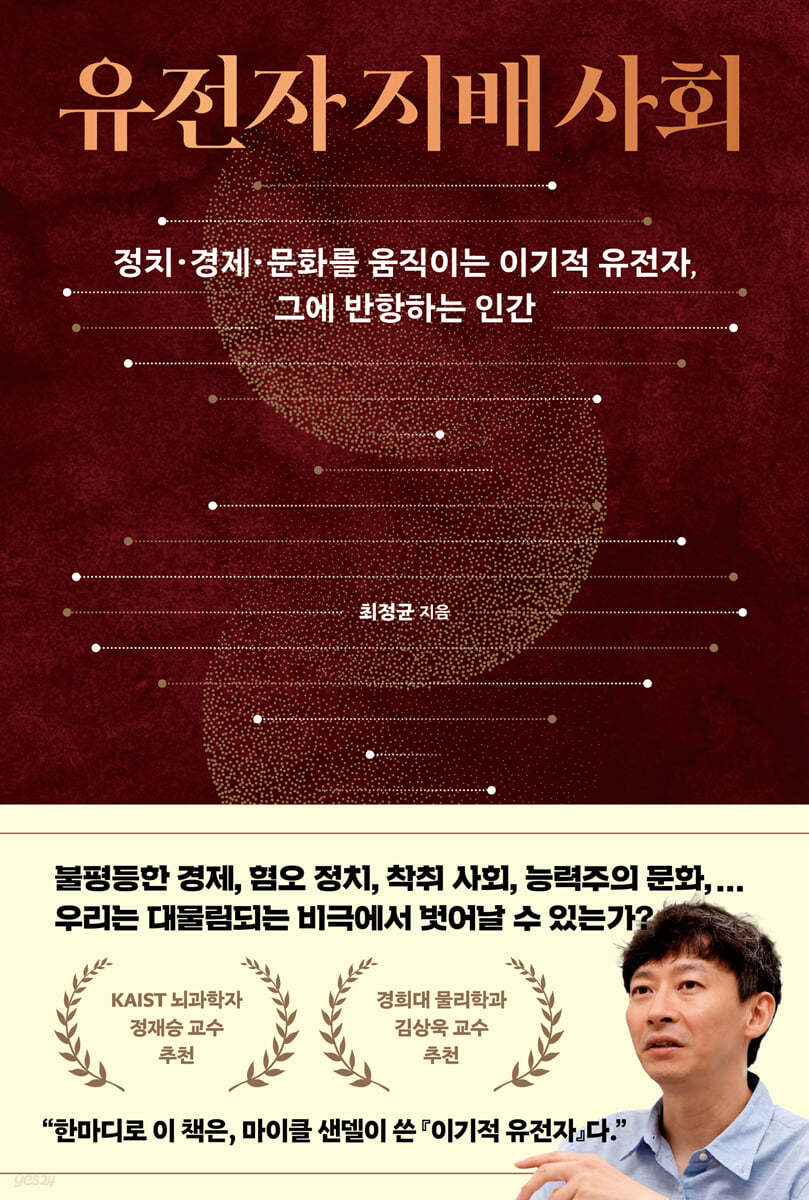 유전자 지배 사회
정치·경제·문화를 움직이는 이기적 유전자,
그에 반항하는 인간
최정균 지음
불평등한 경제, 혐오 정치, 착취 사회, 능력주의 문화, …
우리는 대물림되는 비극에서 벗어날 수 있는가?
KAIST 뇌과학자
정재승 교수
추천
경희대 물리학과
김상욱 교수
추천
“한마디로 이 책은, 마이클 샌델이 쓴 『이기적 유전자』다.”
yes24